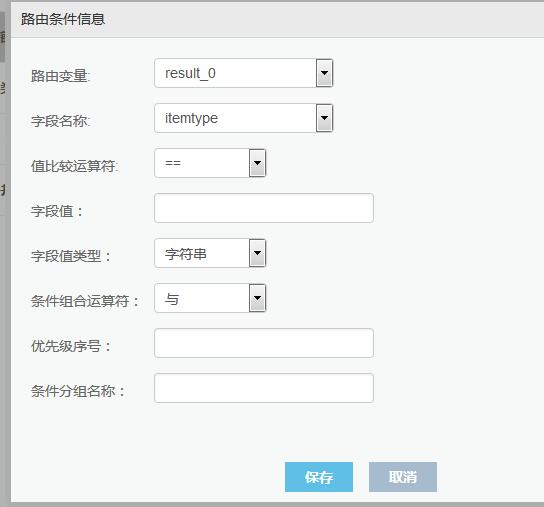 路由条件信息
路由变量: result_0
字段名称: itemtype
值比较运算符: ==
字段值：
字段值类型： 字符串
条件组合运算符： 与
优先级序号：
条件分组名称：
保存 取消